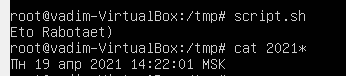 root@vadim-VirtualBox:/tmp# script.sh
Eto Rabotaet)
root@vadim-VirtualBox:/tmp# cat 2021*
Пн 19 апр 2021 14:22:01 MSK